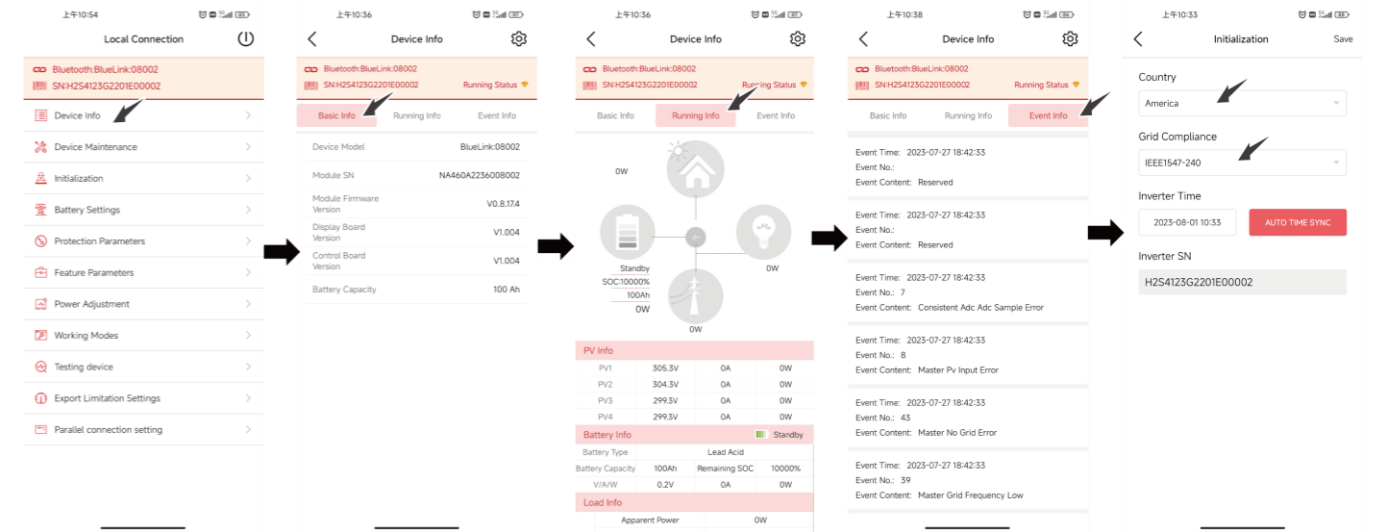 上午10:54
Local Connection
Bluetooth:BlueLink:08002
SN:H2S4123G2201E00002
Device Info
Device Maintenance
Initialization
Battery Settings
Protection Parameters
Feature Parameters
Power Adjustment
Working Modes
Testing device
Export Limitation Settings
Parallel connection setting
上午10:36
Device Info
Bluetooth:BlueLink:08002
SN:H2S4123G2201E00002 Running Status
Basic Info Running Info Event Info
Device Model BlueLink:08002
Module SN NA460A2236008002
Module Firmware
Version V0.8.17.4
Display Board
Version V1.004
Control Board
Version V1.004
Battery Capacity 100 Ah
上午10:36
Device Info
Bluetooth:BlueLink:08002
SN:H2S4123G2201E00002 Running Status
Basic Info Running Info Event Info
0W
Standby
SOC:10000%
100Ah
0W
0W
0W
PV Info
PV1 305.3V 0A 0W
PV2 304.3V 0A 0W
PV3 299.3V 0A 0W
PV4 299.3V 0A 0W
Battery Info Standby
Battery Type Lead Acid
Battery Capacity 100Ah Remaining SOC 10000%
V/A/W 0.2V 0A 0W
Load Info
Apparent Power 0W
上午10:38
Device Info
Bluetooth:BlueLink:08002
SN:H2S4123G2201E00002 Running Status
Basic Info Running Info Event Info
Event Time: 2023-07-27 18:42:33
Event No.:
Event Content: Reserved
Event Time: 2023-07-27 18:42:33
Event No.:
Event Content: Reserved
Event Time: 2023-07-27 18:42:33
Event No.: 7
Event Content: Consistent Adc Adc Sample Error
Event Time: 2023-07-27 18:42:33
Event No.: 8
Event Content: Master Pv Input Error
Event Time: 2023-07-27 18:42:33
Event No.: 43
Event Content: Master No Grid Error
Event Time: 2023-07-27 18:42:33
Event No.: 39
Event Content: Master Grid Frequency Low
上午10:33
Initialization Save
Country
America
Grid Compliance
IEEE1547-240
Inverter Time
2023-08-01 10:33 AUTO TIME SYNC
Inverter SN
H2S4123G2201E00002